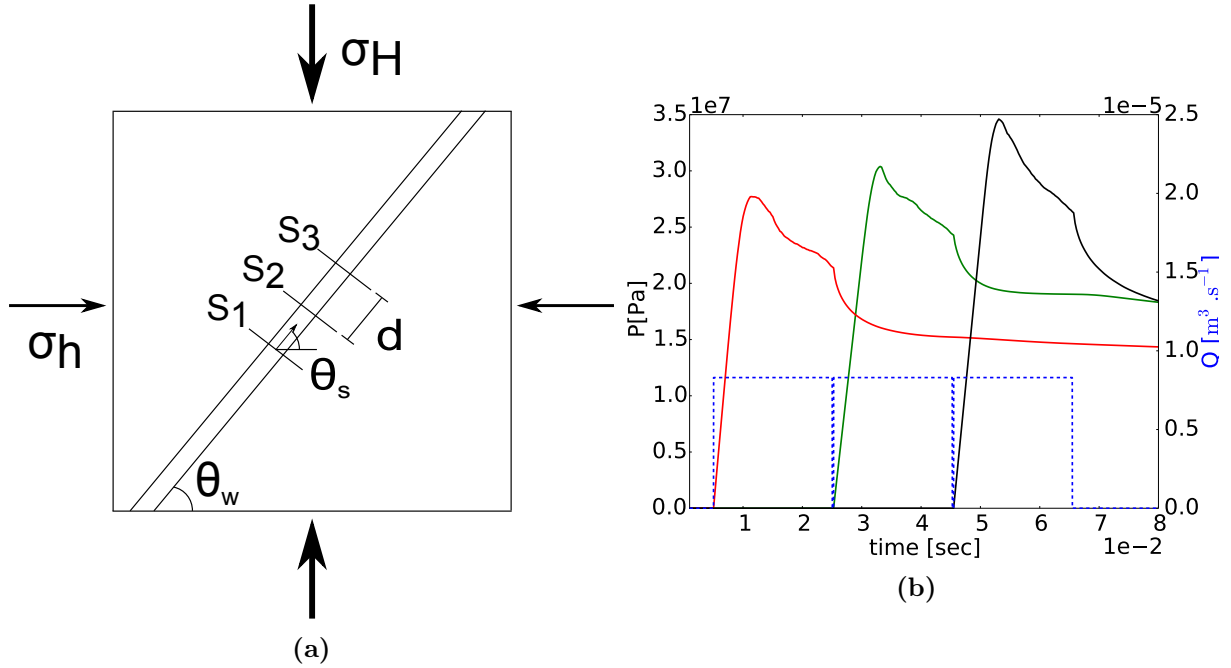 σH
σh
S1
S2
S3
d
θs
θw
(a)
1e7
1e−5
3.5
3.0
2.5
2.0
1.5
1.0
0.5
0.0
P[Pa]
2.5
2.0
1.5
1.0
0.5
0.0
Q [m³.s⁻¹]
1 2 3 4 5 6 7 8
time [sec]
1e−2
(b)